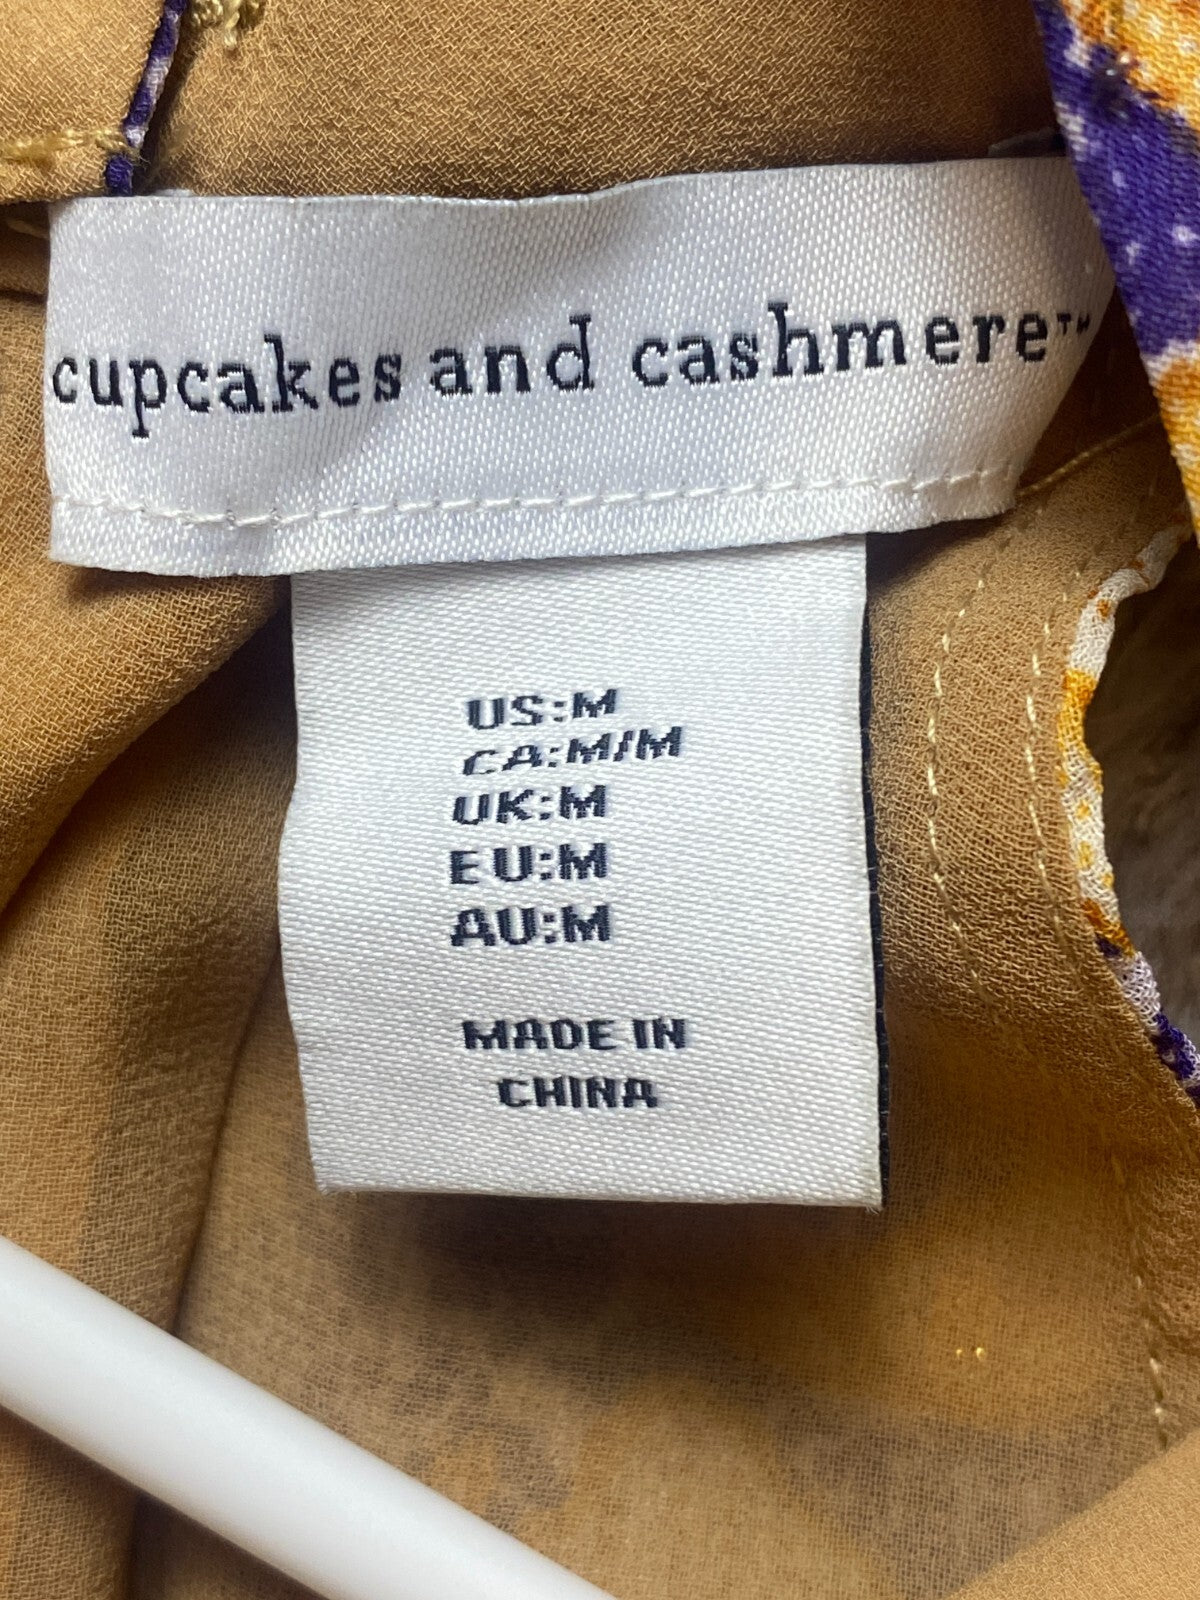 cupcakes and cashmere™
US:M
CA:M/M
UK:M
EU:M
AU:M
MADE IN
CHINA